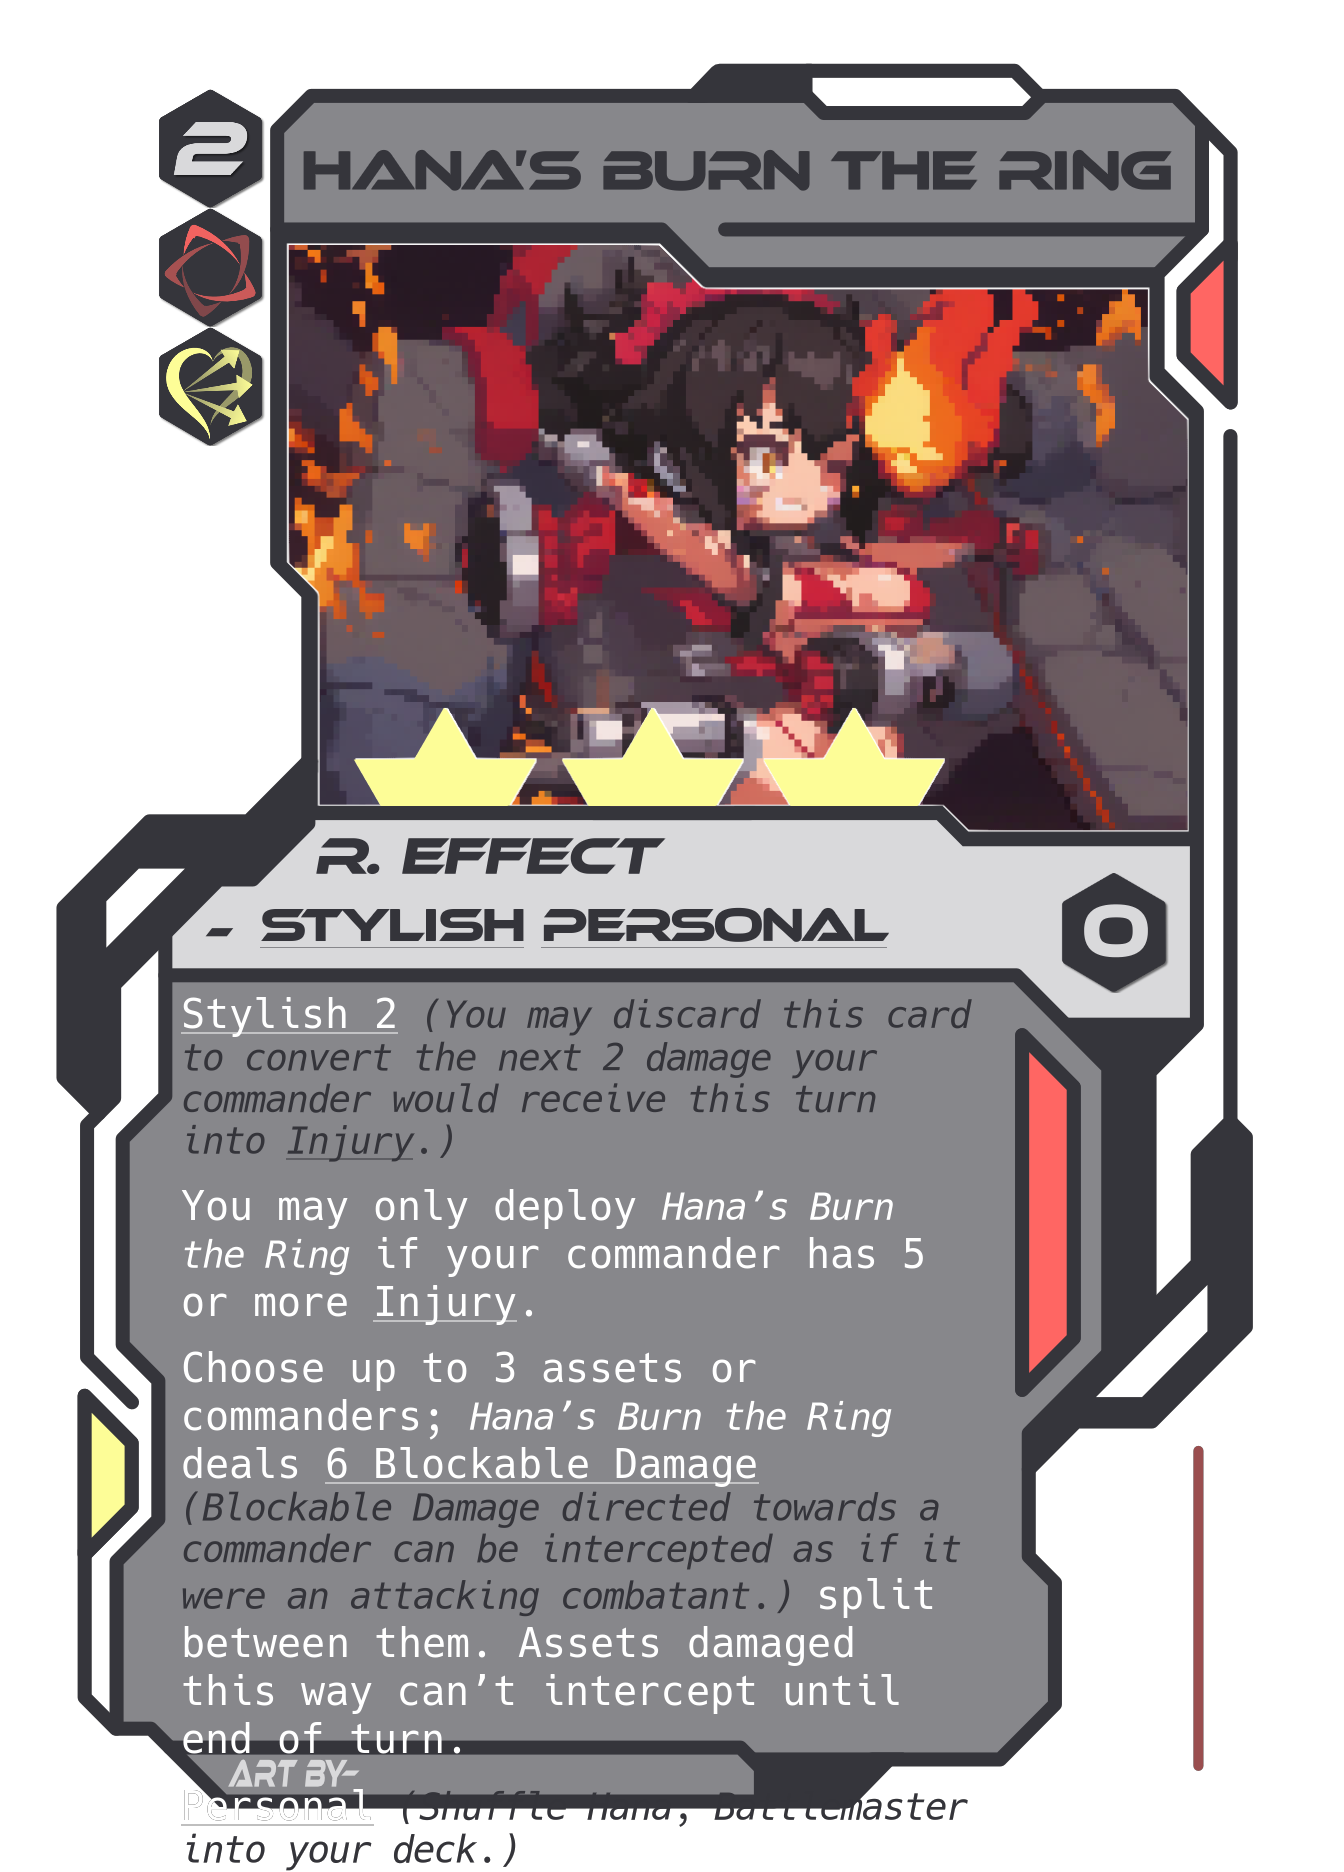 2
HANA'S BURN THE RING
R. EFFECT
- STYLISH PERSONAL
0
Stylish 2 (You may discard this card
to convert the next 2 damage your
commander would receive this turn
into Injury.)
You may only deploy Hana’s Burn
the Ring if your commander has 5
or more Injury.
Choose up to 3 assets or
commanders; Hana’s Burn the Ring
deals 6 Blockable Damage
(Blockable Damage directed towards a
commander can be intercepted as if it
were an attacking combatant.) split
between them. Assets damaged
this way can’t intercept until
end of turn.
ART BY-
Personal (Shuffle Hana, Battlemaster
into your deck.)